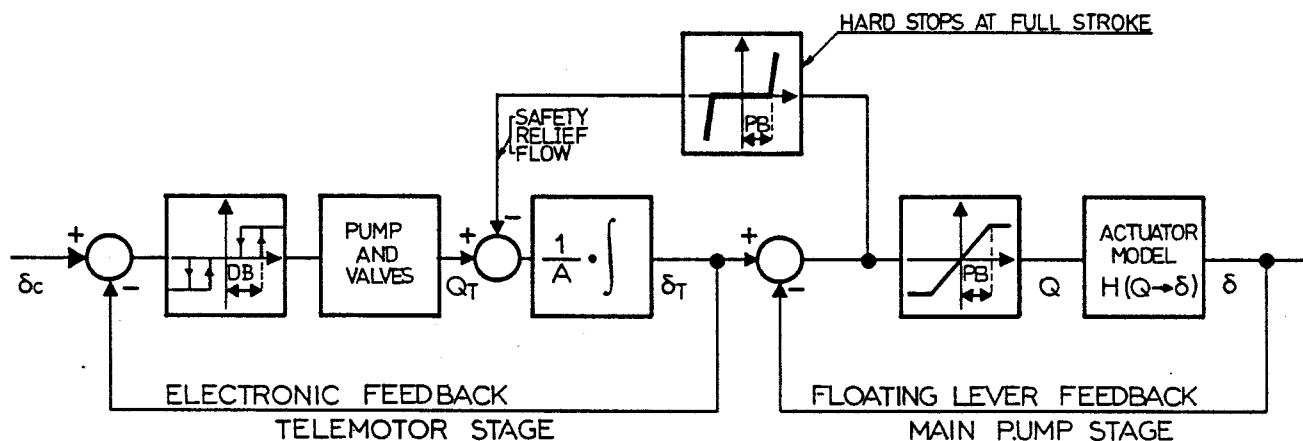 HARD STOPS AT FULL STROKE
PB
SAFETY
RELIEF
FLOW
+
-
δc
DB
PUMP
AND
VALVES
+
-
QT
1/A • ∫
δT
+
-
PB
Q
ACTUATOR
MODEL
H(Q→δ)
δ
ELECTRONIC FEEDBACK
TELEMOTOR STAGE
FLOATING LEVER FEEDBACK
MAIN PUMP STAGE